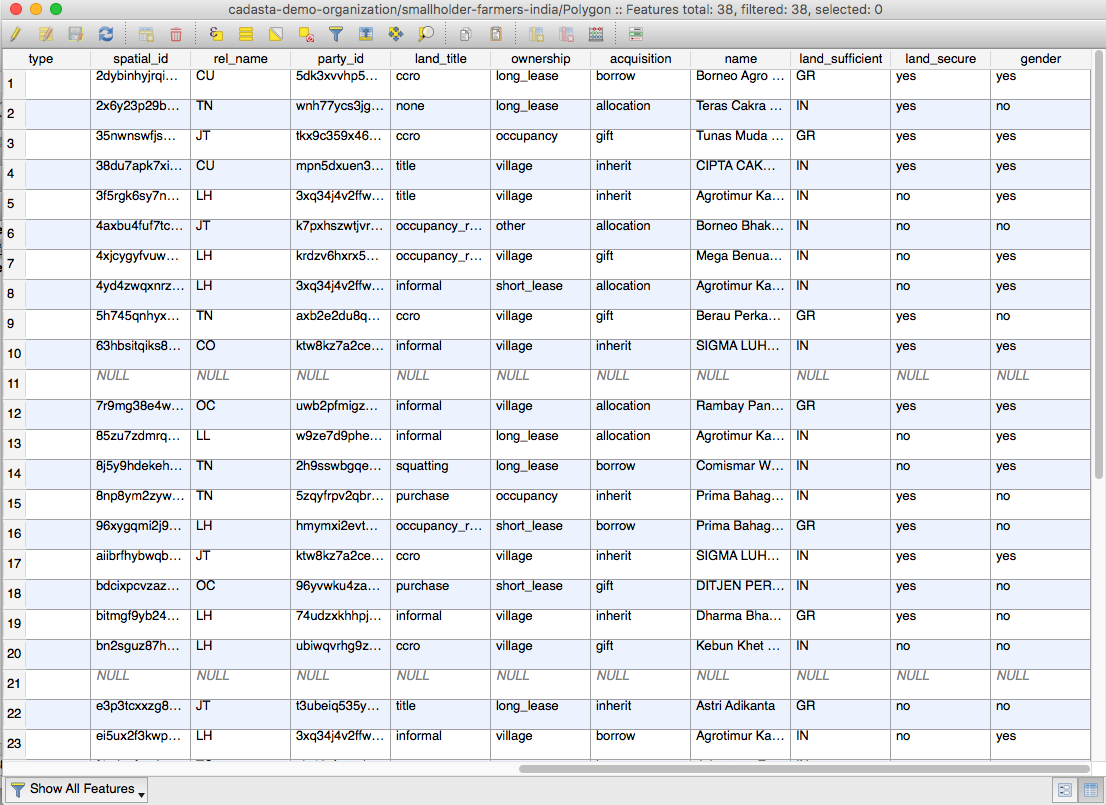 cadasta-demo-organization/smallholder-farmers-india/Polygon :: Features total: 38, filtered: 38, selected: 0
type spatial_id rel_name party_id land_title ownership acquisition name land_sufficient land_secure gender
1 2dybinhyjrqi... CU 5dk3xvvhp5... ccro long_lease borrow Borneo Agro ... GR yes yes
2 2x6y23p29b... TN wnh77ycs3jg... none long_lease allocation Teras Cakra ... IN yes no
3 35nwnswfjs... JT tkx9c359x46... ccro occupancy gift Tunas Muda ... GR yes yes
4 38du7apk7xi... CU mpn5dxuen3... title village inherit CIPTA CAK... IN yes yes
5 3f5rgk6sy7n... LH 3xq34j4v2ffw... title village inherit Agrotimur Ka... IN no yes
6 4axbu4fuf7tc... JT k7pxhszwtjvr... occupancy_r... other allocation Borneo Bhak... IN no no
7 4xjcygyfvuw... LH krdzv6hxrx5... occupancy_r... village gift Mega Benua... IN no yes
8 4yd4zwqxnrz... LH 3xq34j4v2ffw... informal short_lease allocation Agrotimur Ka... IN no yes
9 5h745qnhyx... TN axb2e2du8q... ccro village gift Berau Perka... GR yes no
10 63hbsitqiks8... CO ktw8kz7a2ce... informal village inherit SIGMA LUH... IN yes yes
11 NULL NULL NULL NULL NULL NULL NULL NULL NULL NULL
12 7r9mg38e4w... OC uwb2pfmigz... informal village allocation Rambay Pan... GR yes yes
13 85zu7zdmrq... LL w9ze7d9phe... informal long_lease allocation Agrotimur Ka... IN no yes
14 8j5y9hdekeh... TN 2h9sswbgqe... squatting long_lease borrow Comismar W... IN no yes
15 8np8ym2zyw... TN 5zqyfrpv2qbr... purchase occupancy inherit Prima Bahag... IN yes no
16 96xygqmi2j9... LH hmymxi2evt... occupancy_r... short_lease borrow Prima Bahag... GR yes no
17 aiibrfhybwqb... JT ktw8kz7a2ce... ccro village inherit SIGMA LUH... IN yes yes
18 bdcixpcvzaz... OC 96yvwku4za... purchase short_lease gift DITJEN PER... IN yes no
19 bitmgf9yb24... LH 74udzxkhhpj... informal village inherit Dharma Bha... GR yes no
20 bn2sguz87h... LH ubiwqvrhg9z... ccro village gift Kebun Khet ... IN no no
21 NULL NULL NULL NULL NULL NULL NULL NULL NULL NULL
22 e3p3tcxxzg8... JT t3ubeiq535y... title long_lease inherit Astri Adikanta GR no no
23 ei5ux2f3kwp... LH 3xq34j4v2ffw... informal village borrow Agrotimur Ka... IN no yes
Show All Features